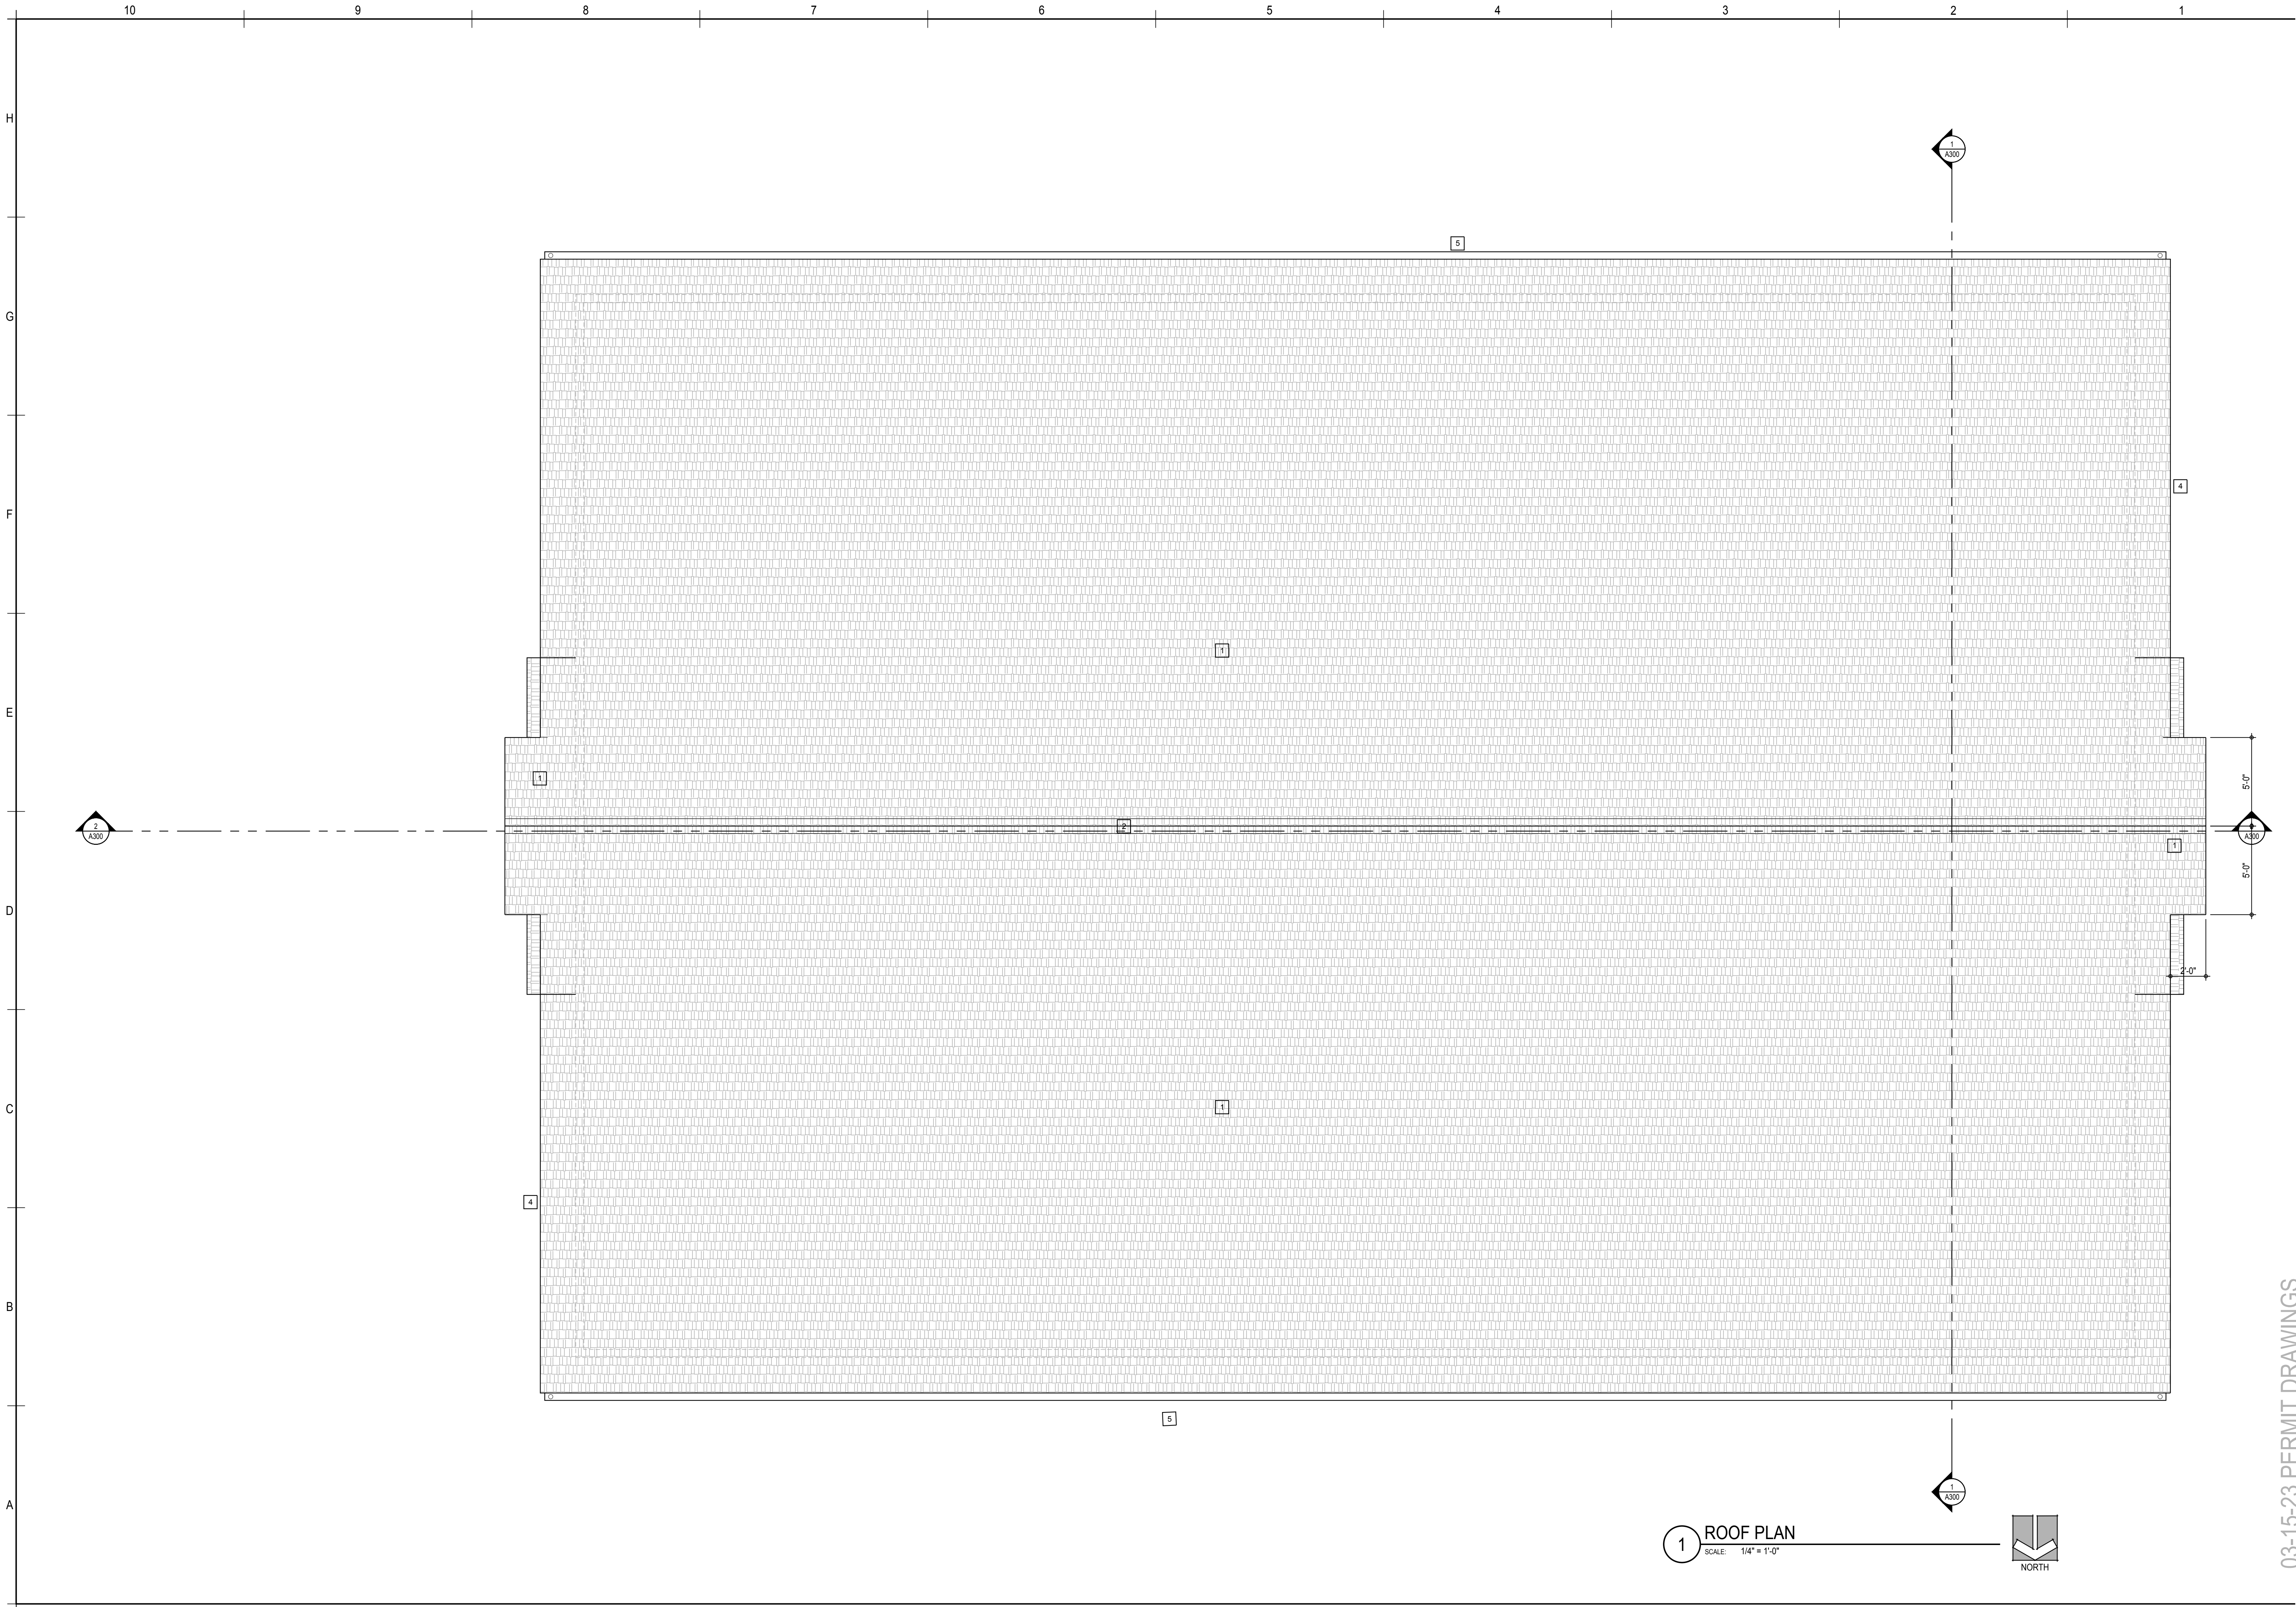 10 9 8 7 6 5 4 3 2 1
H
1
A300
5
G
4
F
1
E
1
5'-0"
2
A300
2
A300
1
5'-0"
D
2'-0"
1
C
4
B
5
1
A300
A
1 ROOF PLAN
SCALE: 1/4" = 1'-0"
NORTH
03-15-23 PERMIT DRAWINGS